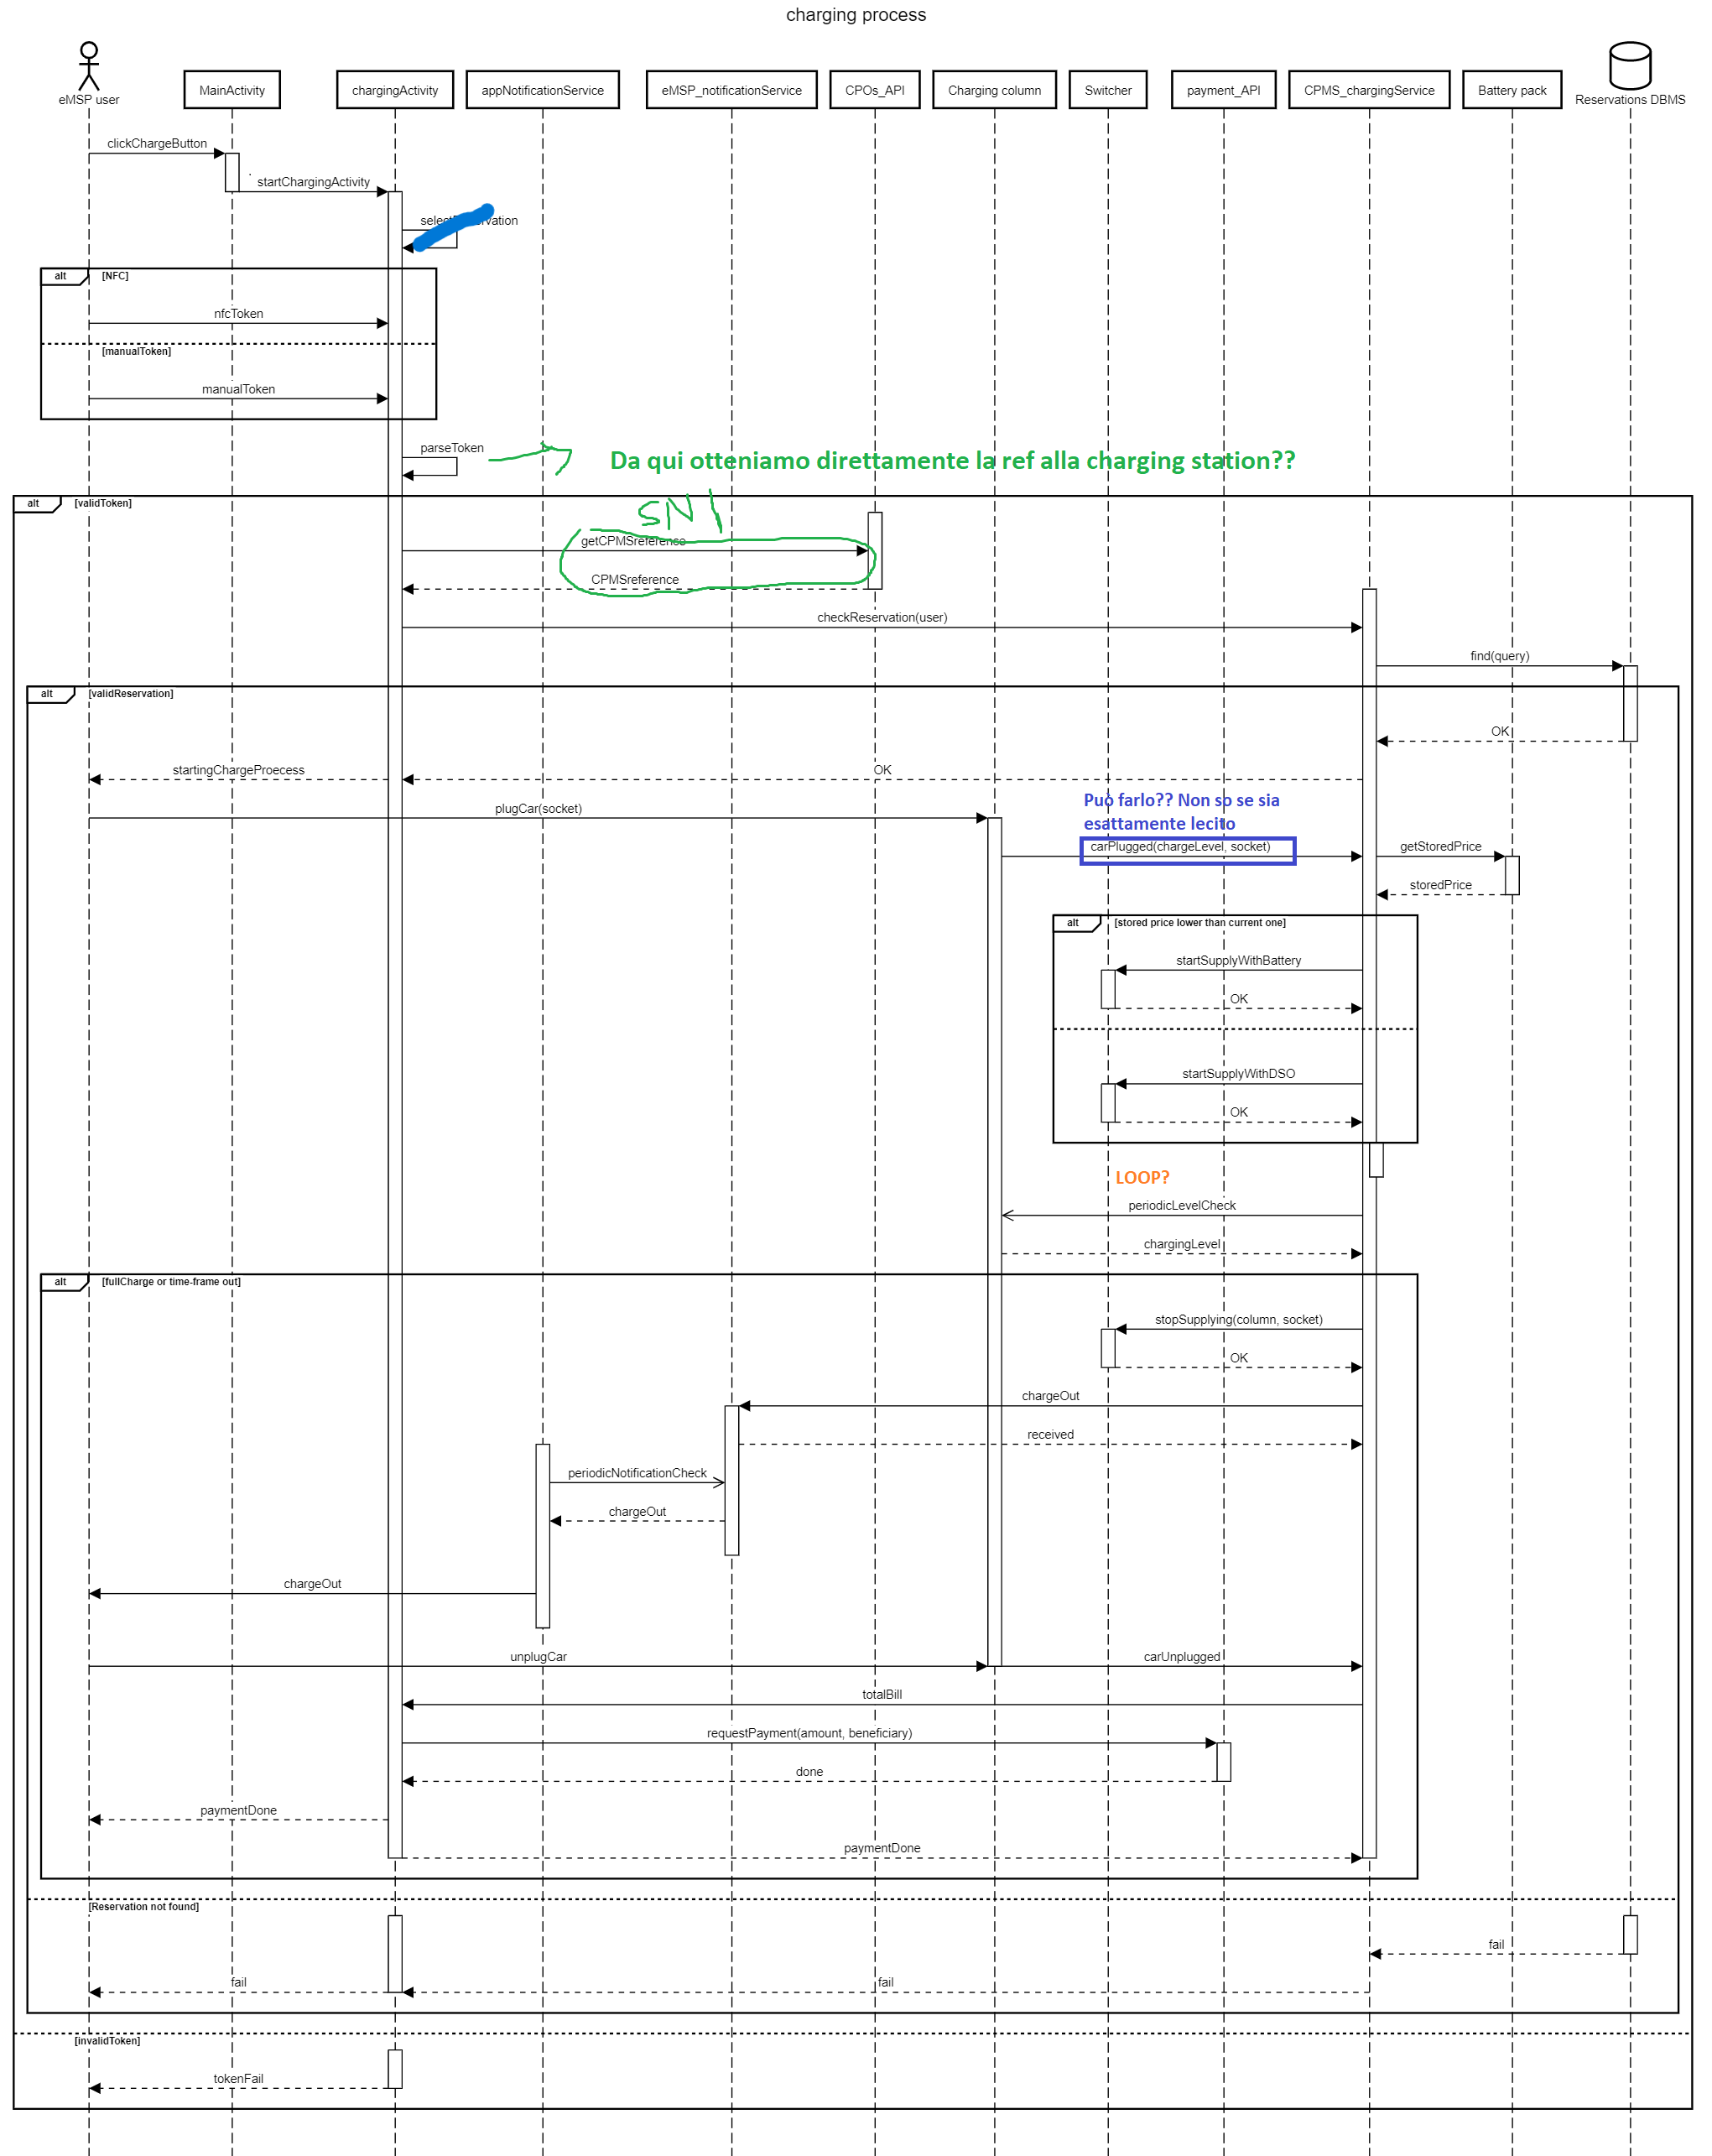 charging process
eMSP user
MainActivity
chargingActivity
appNotificationService
eMSP_notificationService
CPOs_API
Charging column
Switcher
payment_API
CPMS_chargingService
Battery pack
Reservations DBMS
clickChargeButton
startChargingActivity
alt [NFC]
nfcToken
[manualToken]
manualToken
parseToken
Da qui otteniamo direttamente la ref alla charging station??
alt [validToken]
getCPMSreference
CPMSreference
checkReservation(user)
find(query)
alt [validReservation]
OK
startingChargeProecess
OK
plugCar(socket)
Può farlo?? Non so se sia
esattamente lecito
carPlugged(chargeLevel, socket)
getStoredPrice
storedPrice
alt [stored price lower than current one]
startSupplyWithBattery
OK
startSupplyWithDSO
OK
LOOP?
periodicLevelCheck
chargingLevel
alt [fullCharge or time-frame out]
stopSupplying(column, socket)
OK
chargeOut
received
periodicNotificationCheck
chargeOut
chargeOut
unplugCar
carUnplugged
totalBill
requestPayment(amount, beneficiary)
done
paymentDone
paymentDone
[Reservation not found]
fail
fail
fail
[invalidToken]
tokenFail